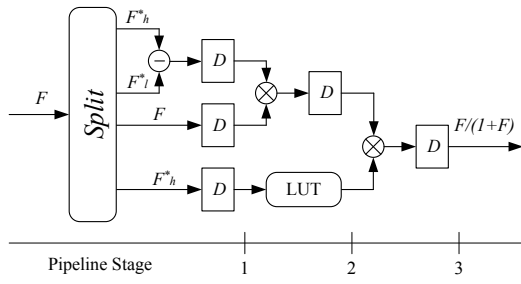 F*h
F
Split
F*l
D
F
D
D
F/(1+F)
D
F*h
D
LUT
Pipeline Stage
1
2
3